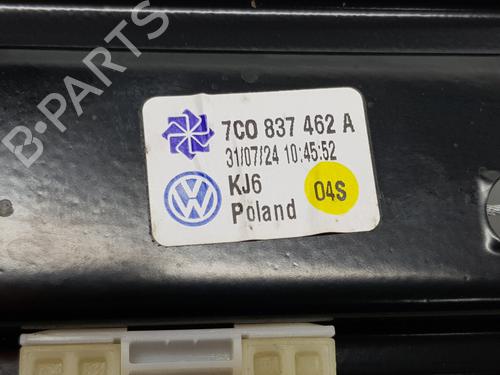 7C0 837 462 A
31/07/24 10:45:52
KJ6
04S
Poland
B-PARTS